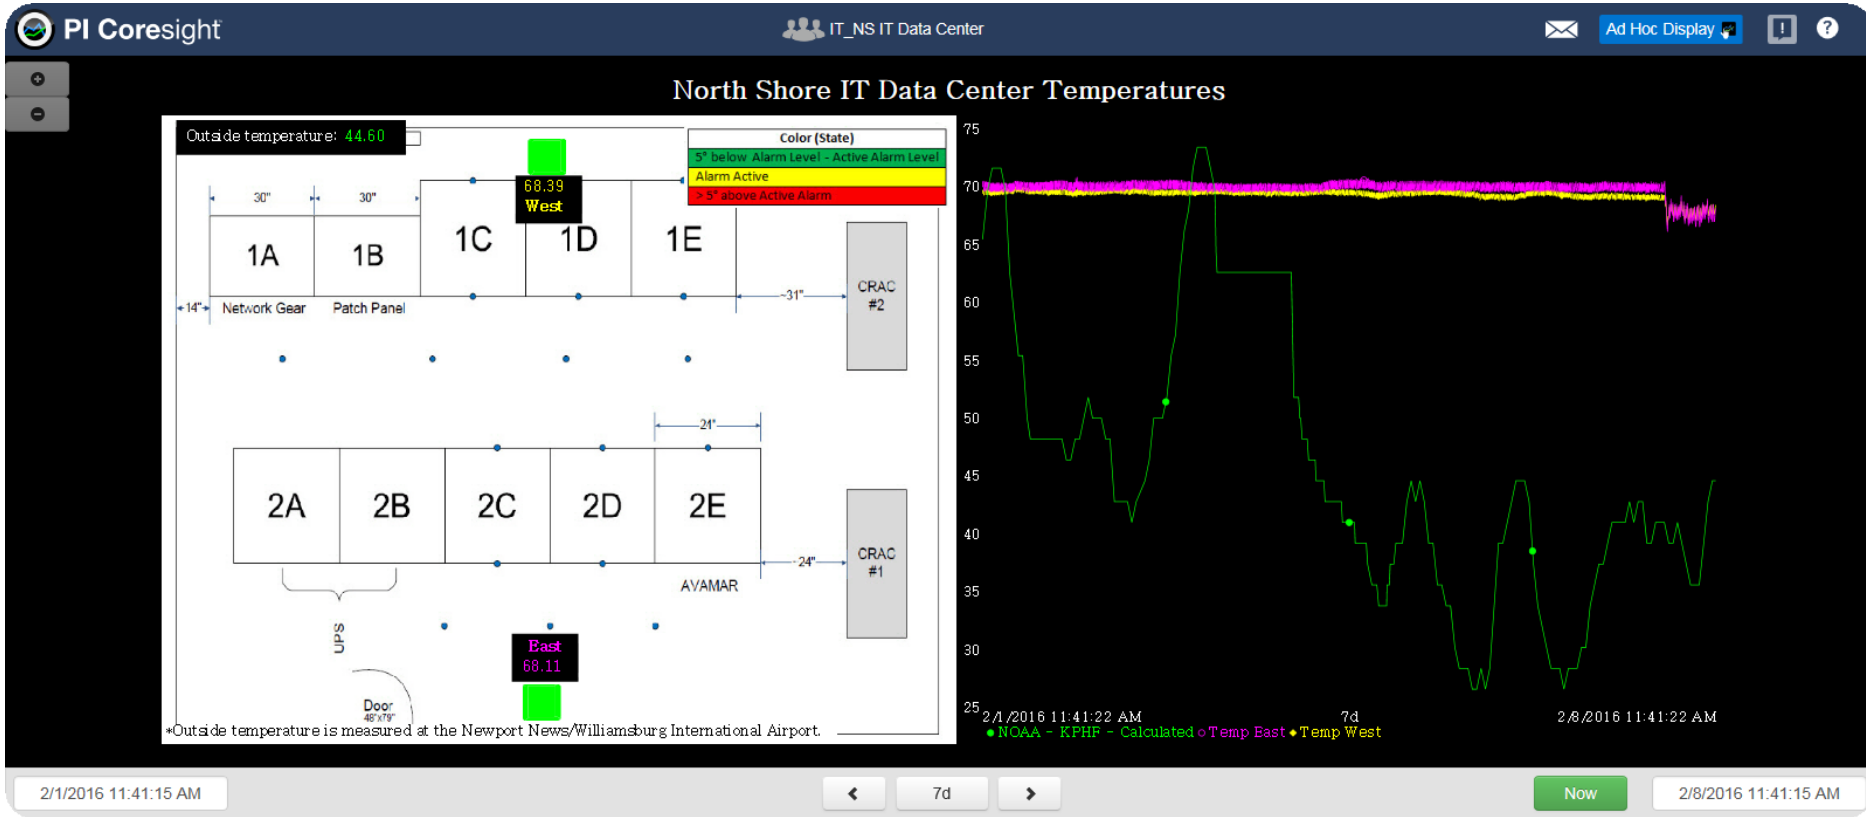 PI Coresight
IT_NS IT Data Center
Ad Hoc Display
North Shore IT Data Center Temperatures
Outside temperature: 44.60
Color (State)
5° below Alarm Level - Active Alarm Level
Alarm Active
> 5° above Active Alarm
68.39
West
30"
30"
1A
1B
1C
1D
1E
14"
Network Gear
Patch Panel
~31"
CRAC
#2
24"
2A
2B
2C
2D
2E
~24"
CRAC
#1
AVAMAR
UPS
East
68.11
Door
48"x79"
*Outside temperature is measured at the Newport News/Williamsburg International Airport.
75
70
65
60
55
50
45
40
35
30
25
2/1/2016 11:41:22 AM
7d
2/8/2016 11:41:22 AM
NOAA - KPHF - Calculated Temp East Temp West
2/1/2016 11:41:15 AM
7d
Now
2/8/2016 11:41:15 AM